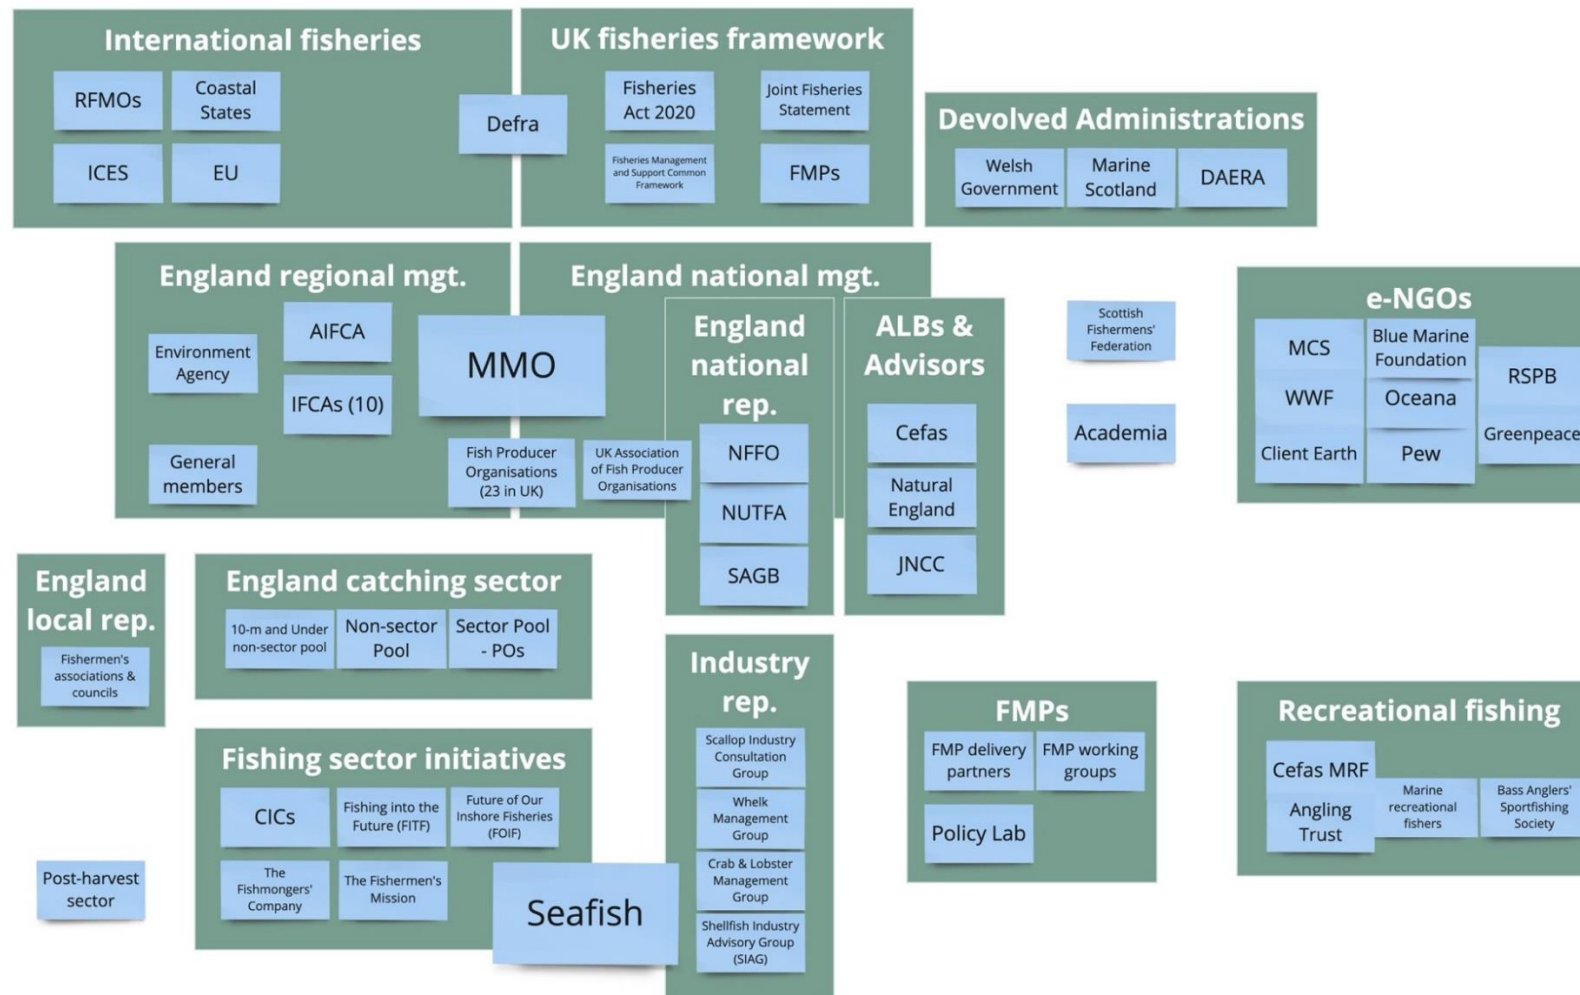 International fisheries
RFMOs
Coastal
States
ICES
EU
Defra
UK fisheries framework
Fisheries
Act 2020
Joint Fisheries
Statement
Fisheries Management
and Support Common
Framework
FMPs
Devolved Administrations
Welsh
Government
Marine
Scotland
DAERA
England regional mgt.
Environment
Agency
AIFCA
IFCAs (10)
General
members
MMO
Fish Producer
Organisations
(23 in UK)
England national mgt.
UK Association
of Fish Producer
Organisations
England
national
rep.
NFFO
NUTFA
SAGB
ALBs &
Advisors
Cefas
Natural
England
JNCC
Scottish
Fishermens'
Federation
Academia
e-NGOs
MCS
Blue Marine
Foundation
RSPB
WWF
Oceana
Greenpeace
Client Earth
Pew
England
local rep.
Fishermen's
associations &
councils
England catching sector
10-m and Under
non-sector pool
Non-sector
Pool
Sector Pool
- POs
Fishing sector initiatives
CICs
Fishing into the
Future (FITF)
Future of Our
Inshore Fisheries
(FOIF)
The
Fishmongers'
Company
The Fishermen's
Mission
Seafish
Post-harvest
sector
Industry
rep.
Scallop Industry
Consultation
Group
Whelk
Management
Group
Crab & Lobster
Management
Group
Shellfish Industry
Advisory Group
(SIAG)
FMPs
FMP delivery
partners
FMP working
groups
Policy Lab
Recreational fishing
Cefas MRF
Angling
Trust
Marine
recreational
fishers
Bass Anglers'
Sportfishing
Society